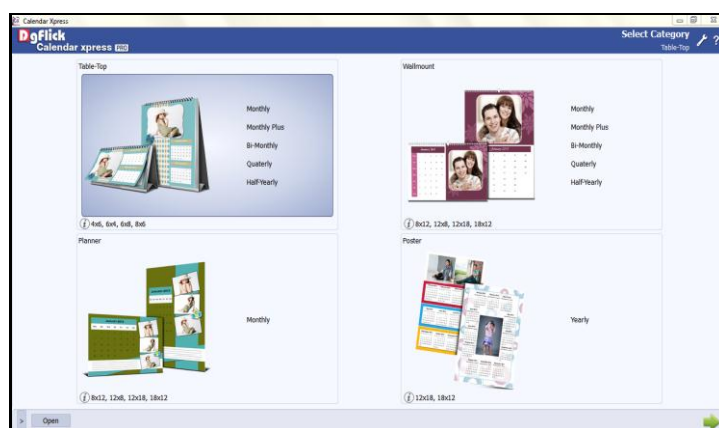 Calendar Xpress
DgFlick
Calendar xpress PRO
Select Category
Table-Top
?
Table-Top
Monthly
Monthly Plus
Bi-Monthly
Quaterly
Half-Yearly
i 4x6, 6x4, 6x8, 8x6
Wallmount
Monthly
Monthly Plus
Bi-Monthly
Quaterly
Half-Yearly
i 8x12, 12x8, 12x18, 18x12
Planner
Monthly
i 8x12, 12x8, 12x18, 18x12
Poster
Yearly
i 12x18, 18x12
> Open